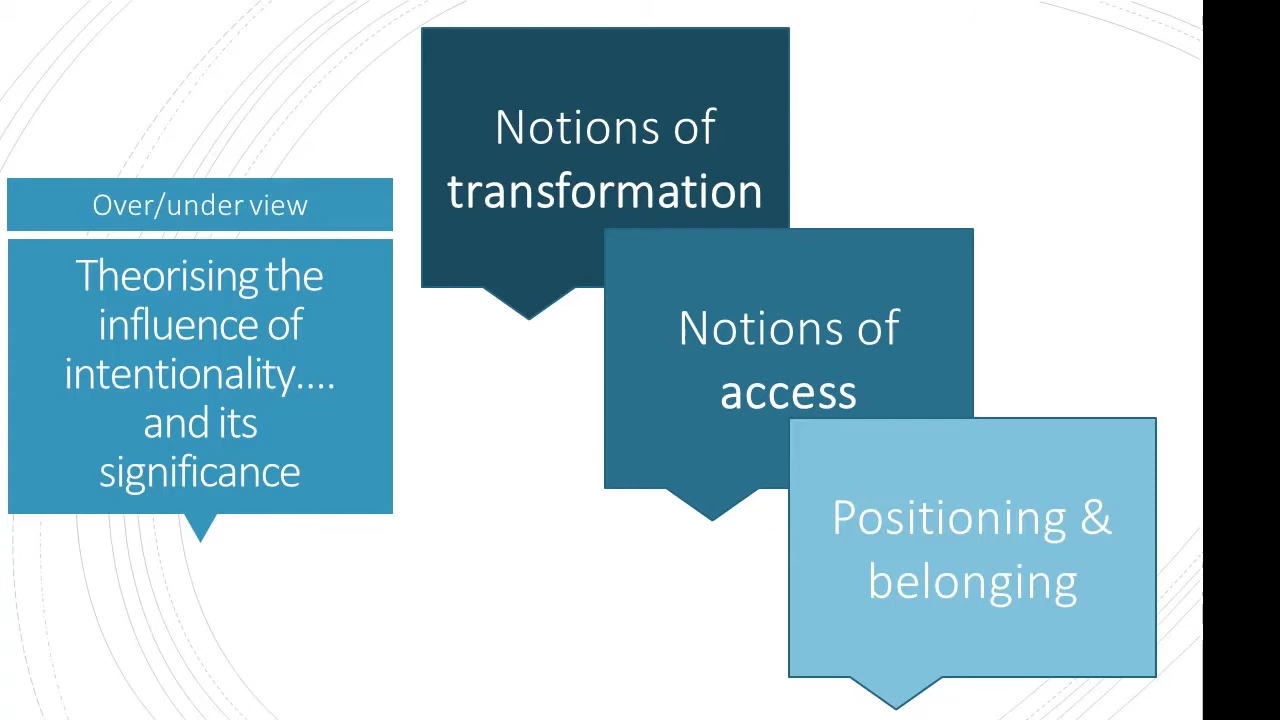 Over/under view
Theorising the
influence of
intentionality....
and its
significance
Notions of
transformation
Notions of
access
Positioning &
belonging